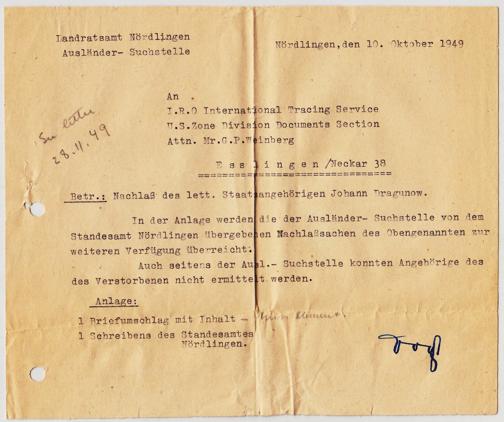 Landratsamt Nördlingen
Ausländer- Suchstelle
Nördlingen,den 10. Oktober 1949
An
I.R.O International Tracing Service
U.S.Zone Division Documents Section
Attn. Mr.G.P.Weinberg
See letter
28.11.49
E s s l i n g e n /Neckar 38
Betr.: Nachlaß des lett. Staatsangehörigen Johann Dragunow.
In der Anlage werden die der Ausländer- Suchstelle von dem
Standesamt Nördlingen übergebenen Nachlaßsachen des Obengenannten zur
weiteren Verfügung überreicht.
Auch seitens der Ausl.- Suchstelle konnten Angehörige des
des Verstorbenen nicht ermittelt werden.
Anlage:
1 Briefumschlag mit Inhalt -
1 Schreibens des Standesamtes
Nördlingen.